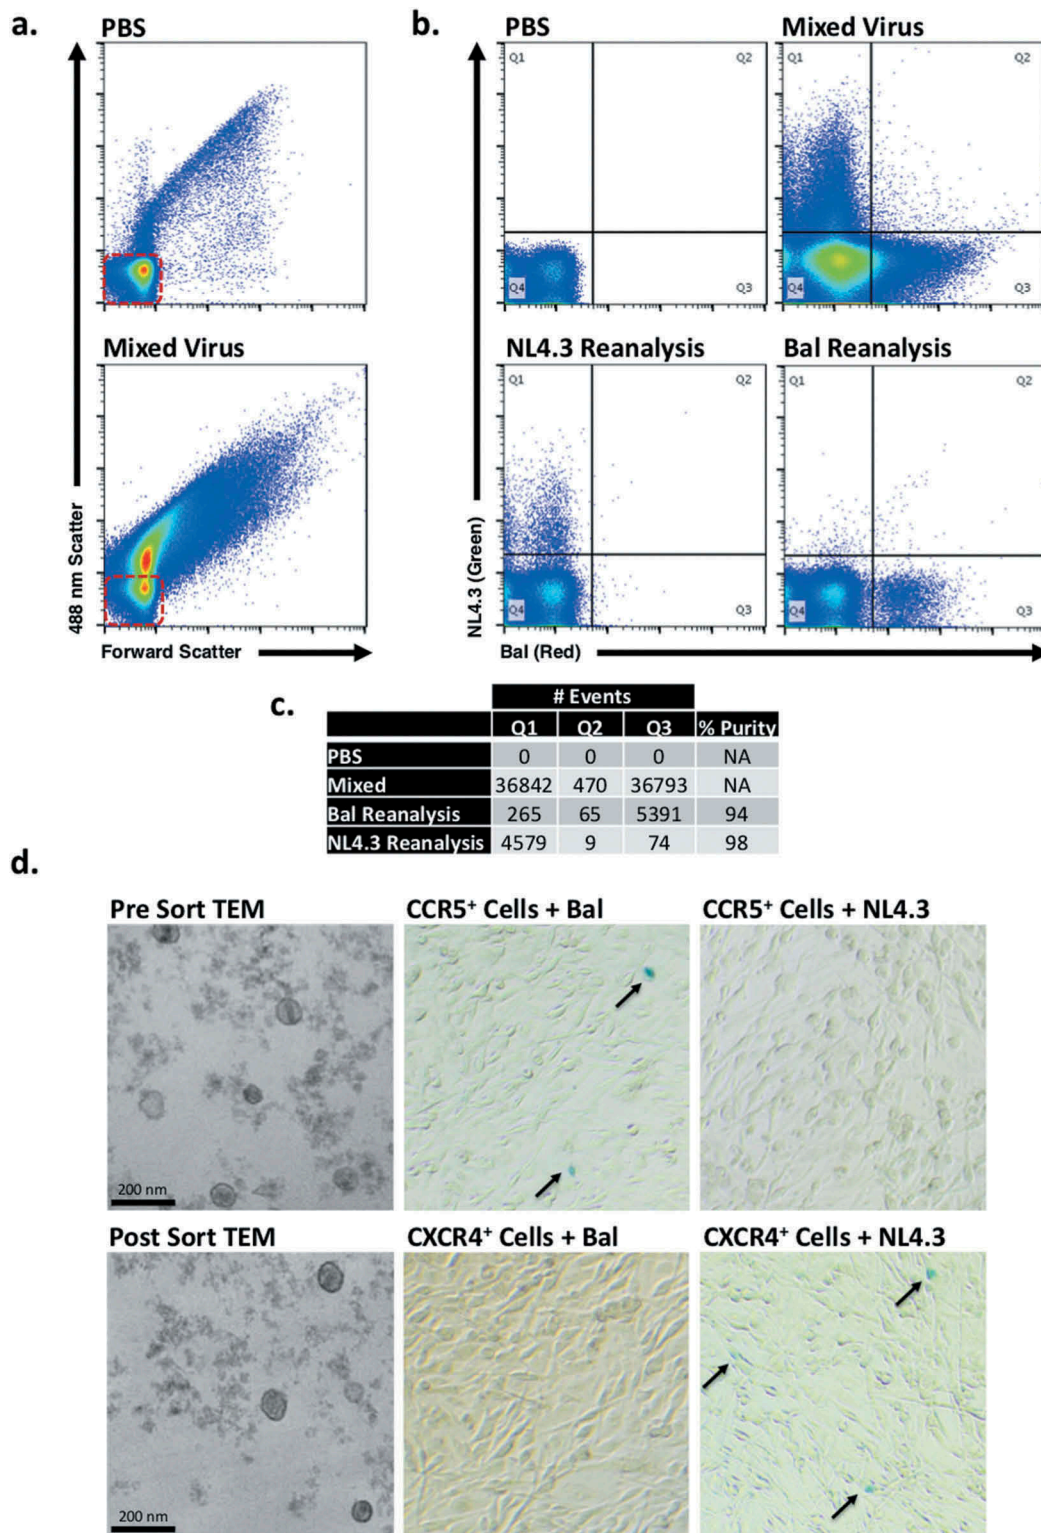 a.
PBS
Mixed Virus
488 nm Scatter
Forward Scatter
b.
PBS
Q1
Q2
Q4
Q3
Mixed Virus
Q1
Q2
Q4
Q3
NL4.3 Reanalysis
Q1
Q2
Q4
Q3
Bal Reanalysis
Q1
Q2
Q4
Q3
NL4.3 (Green)
Bal (Red)
c.
# Events
Q1 Q2 Q3 % Purity
PBS 0 0 0 NA
Mixed 36842 470 36793 NA
Bal Reanalysis 265 65 5391 94
NL4.3 Reanalysis 4579 9 74 98
d.
Pre Sort TEM
200 nm
CCR5⁺ Cells + Bal
CCR5⁺ Cells + NL4.3
Post Sort TEM
200 nm
CXCR4⁺ Cells + Bal
CXCR4⁺ Cells + NL4.3